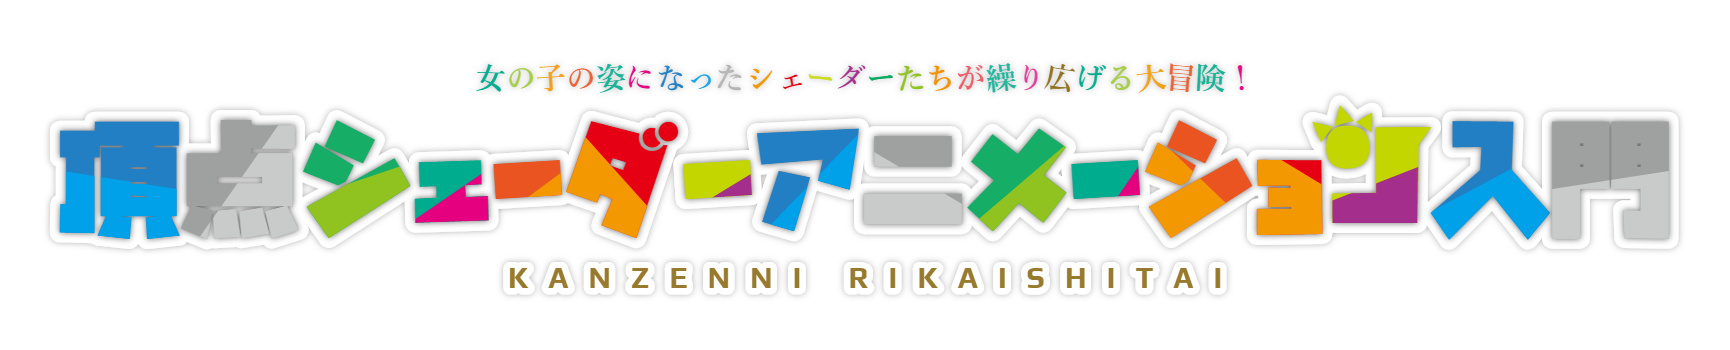 女の子の姿になったシェーダーたちが繰り広げる大冒険！
頂点シェーダーアニメーション入門
KANZENNI RIKAISHITAI